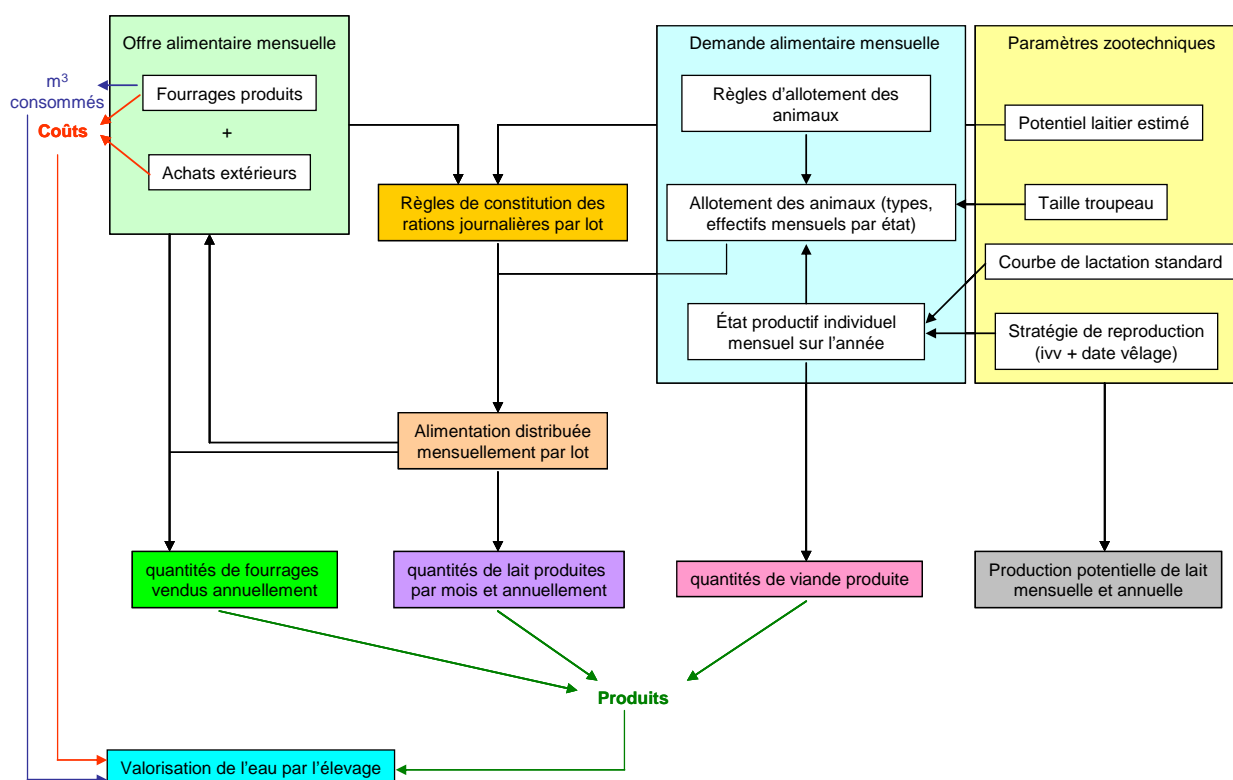 Offre alimentaire mensuelle
Demande alimentaire mensuelle
Paramètres zootechniques
m³
consommés
Coûts
Fourrages produits
+
Achats extérieurs
Règles d'allotement des
animaux
Potentiel laitier estimé
Règles de constitution des
rations journalières par lot
Allotement des animaux (types,
effectifs mensuels par état)
Taille troupeau
Courbe de lactation standard
État productif individuel
mensuel sur l'année
Stratégie de reproduction
(ivv + date vêlage)
Alimentation distribuée
mensuellement par lot
quantités de fourrages
vendus annuellement
quantités de lait produites
par mois et annuellement
quantités de viande produite
Production potentielle de lait
mensuelle et annuelle
Produits
Valorisation de l'eau par l'élevage